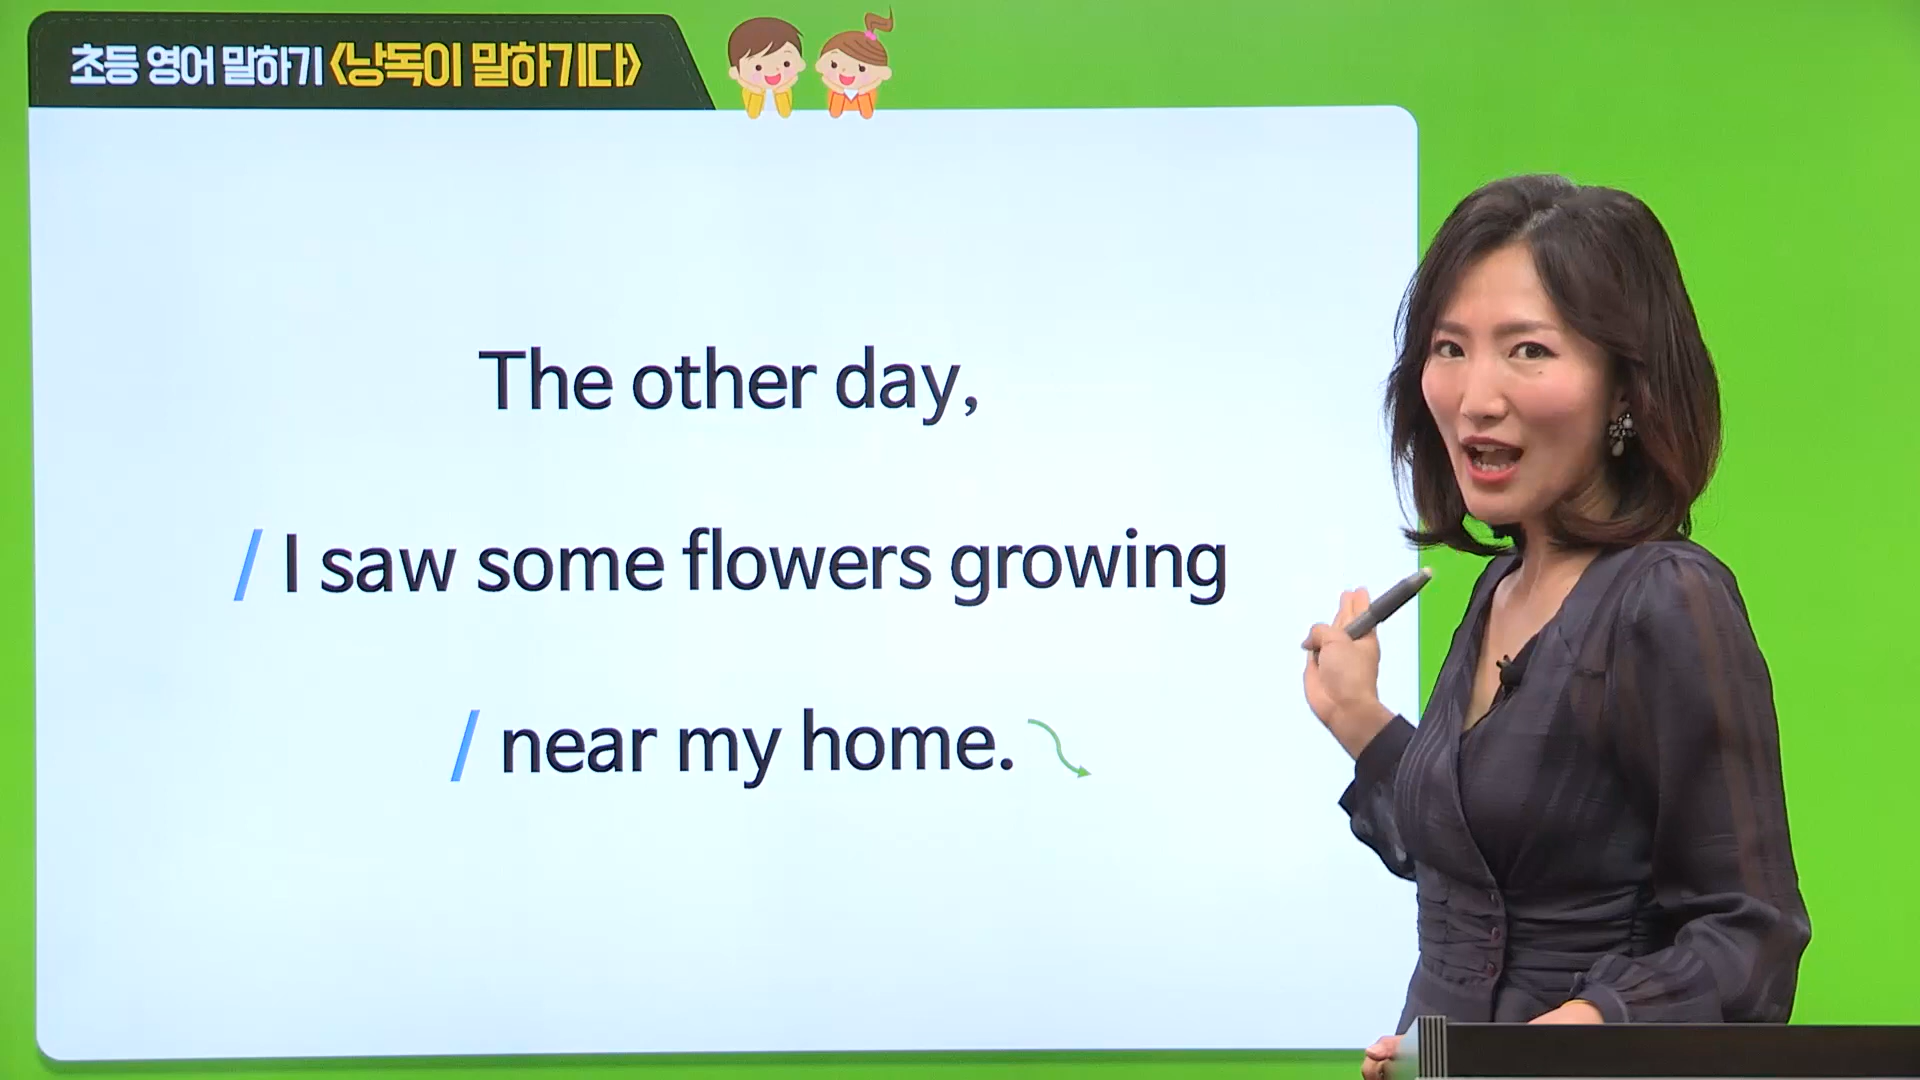 초등 영어 말하기 <낭독이 말하기다>
The other day,
/ I saw some flowers growing
/ near my home.